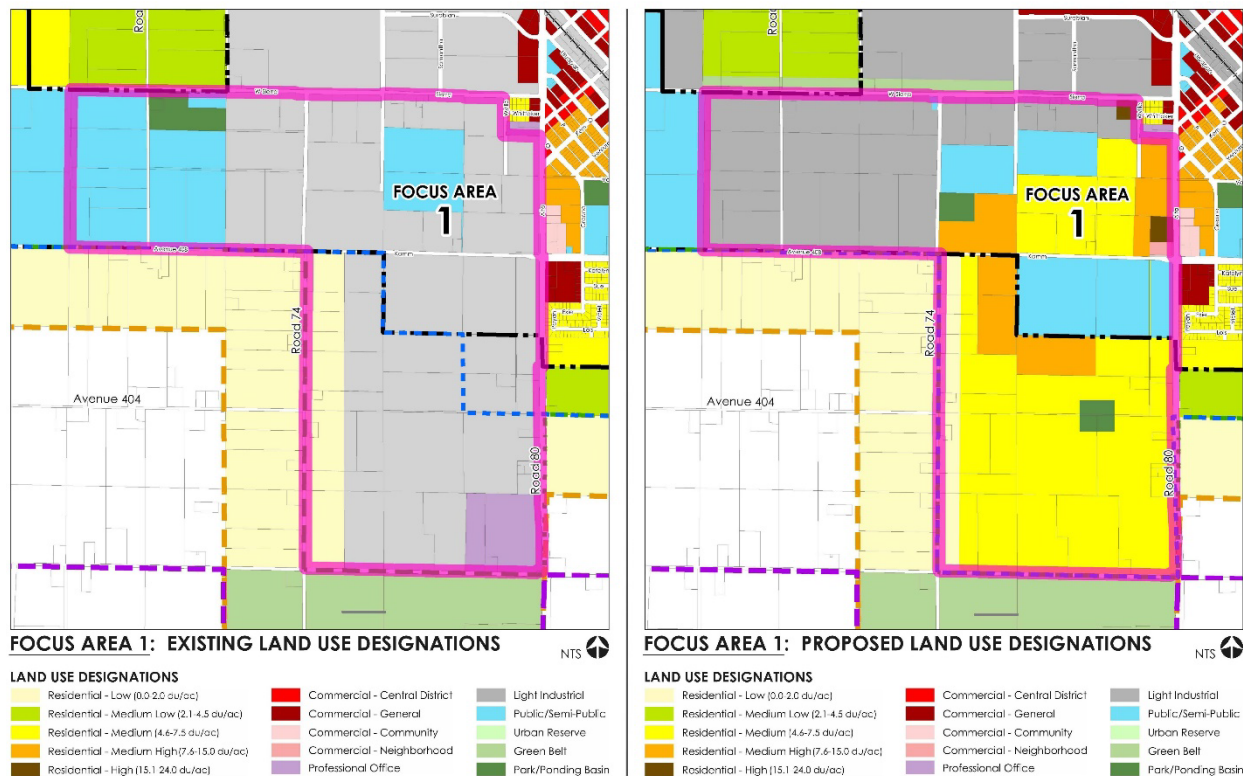 Road
W Sierra
Sierra
FOCUS AREA
1
Avenue 408
Kamm
Road 74
Avenue 404
Road 80
FOCUS AREA 1: EXISTING LAND USE DESIGNATIONS
NTS
LAND USE DESIGNATIONS
Residential - Low (0.0-2.0 du/ac)
Residential - Medium Low (2.1-4.5 du/ac)
Residential - Medium (4.6-7.5 du/ac)
Residential - Medium High (7.6-15.0 du/ac)
Residential - High (15.1 24.0 du/ac)
Commercial - Central District
Commercial - General
Commercial - Community
Commercial - Neighborhood
Professional Office
Light Industrial
Public/Semi-Public
Urban Reserve
Green Belt
Park/Ponding Basin
Road
W Sierra
Sierra
FOCUS AREA
1
Avenue 408
Kamm
Road 74
Avenue 404
Road 80
FOCUS AREA 1: PROPOSED LAND USE DESIGNATIONS
NTS
LAND USE DESIGNATIONS
Residential - Low (0.0-2.0 du/ac)
Residential - Medium Low (2.1-4.5 du/ac)
Residential - Medium (4.6-7.5 du/ac)
Residential - Medium High (7.6-15.0 du/ac)
Residential - High (15.1 24.0 du/ac)
Commercial - Central District
Commercial - General
Commercial - Community
Commercial - Neighborhood
Professional Office
Light Industrial
Public/Semi-Public
Urban Reserve
Green Belt
Park/Ponding Basin